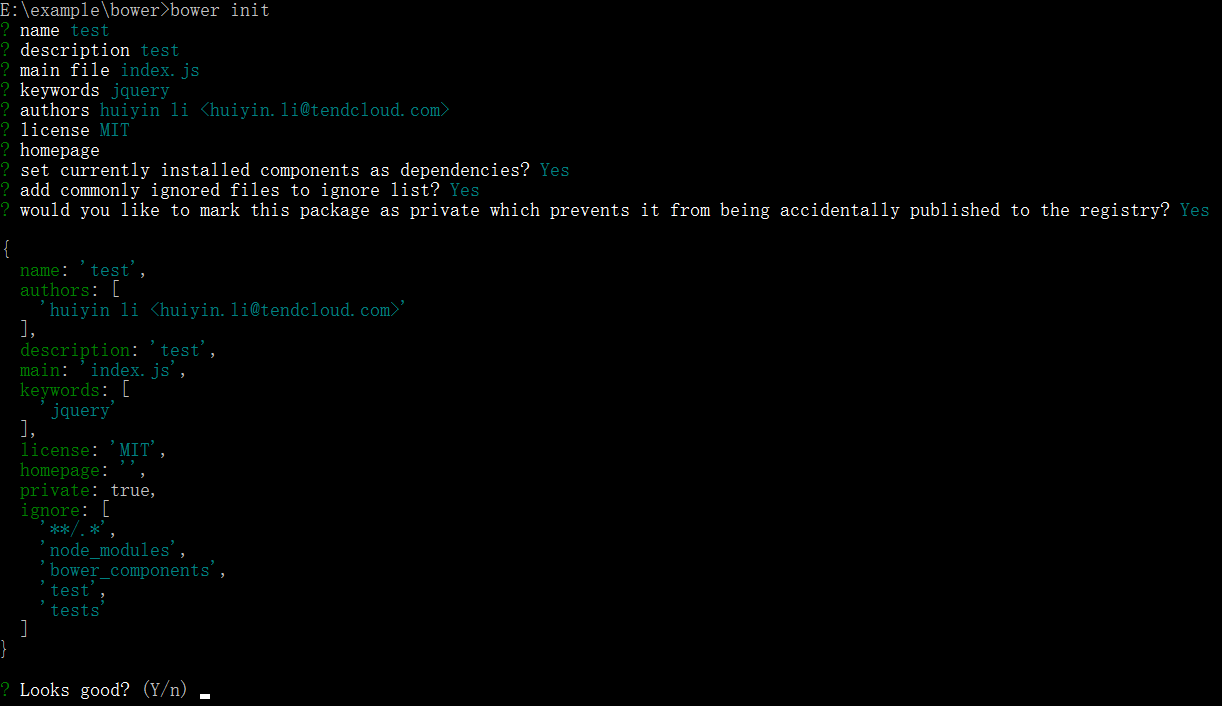 E:\example\bower>bower init
? name test
? description test
? main file index.js
? keywords jquery
? authors huiyin li <huiyin.li@tendcloud.com>
? license MIT
? homepage
? set currently installed components as dependencies? Yes
? add commonly ignored files to ignore list? Yes
? would you like to mark this package as private which prevents it from being accidentally published to the registry? Yes
{
  name: 'test',
  authors: [
    'huiyin li <huiyin.li@tendcloud.com>'
  ],
  description: 'test',
  main: 'index.js',
  keywords: [
    'jquery'
  ],
  license: 'MIT',
  homepage: '',
  private: true,
  ignore: [
    '**/.*',
    'node_modules',
    'bower_components',
    'test',
    'tests'
  ]
}
? Looks good? (Y/n)